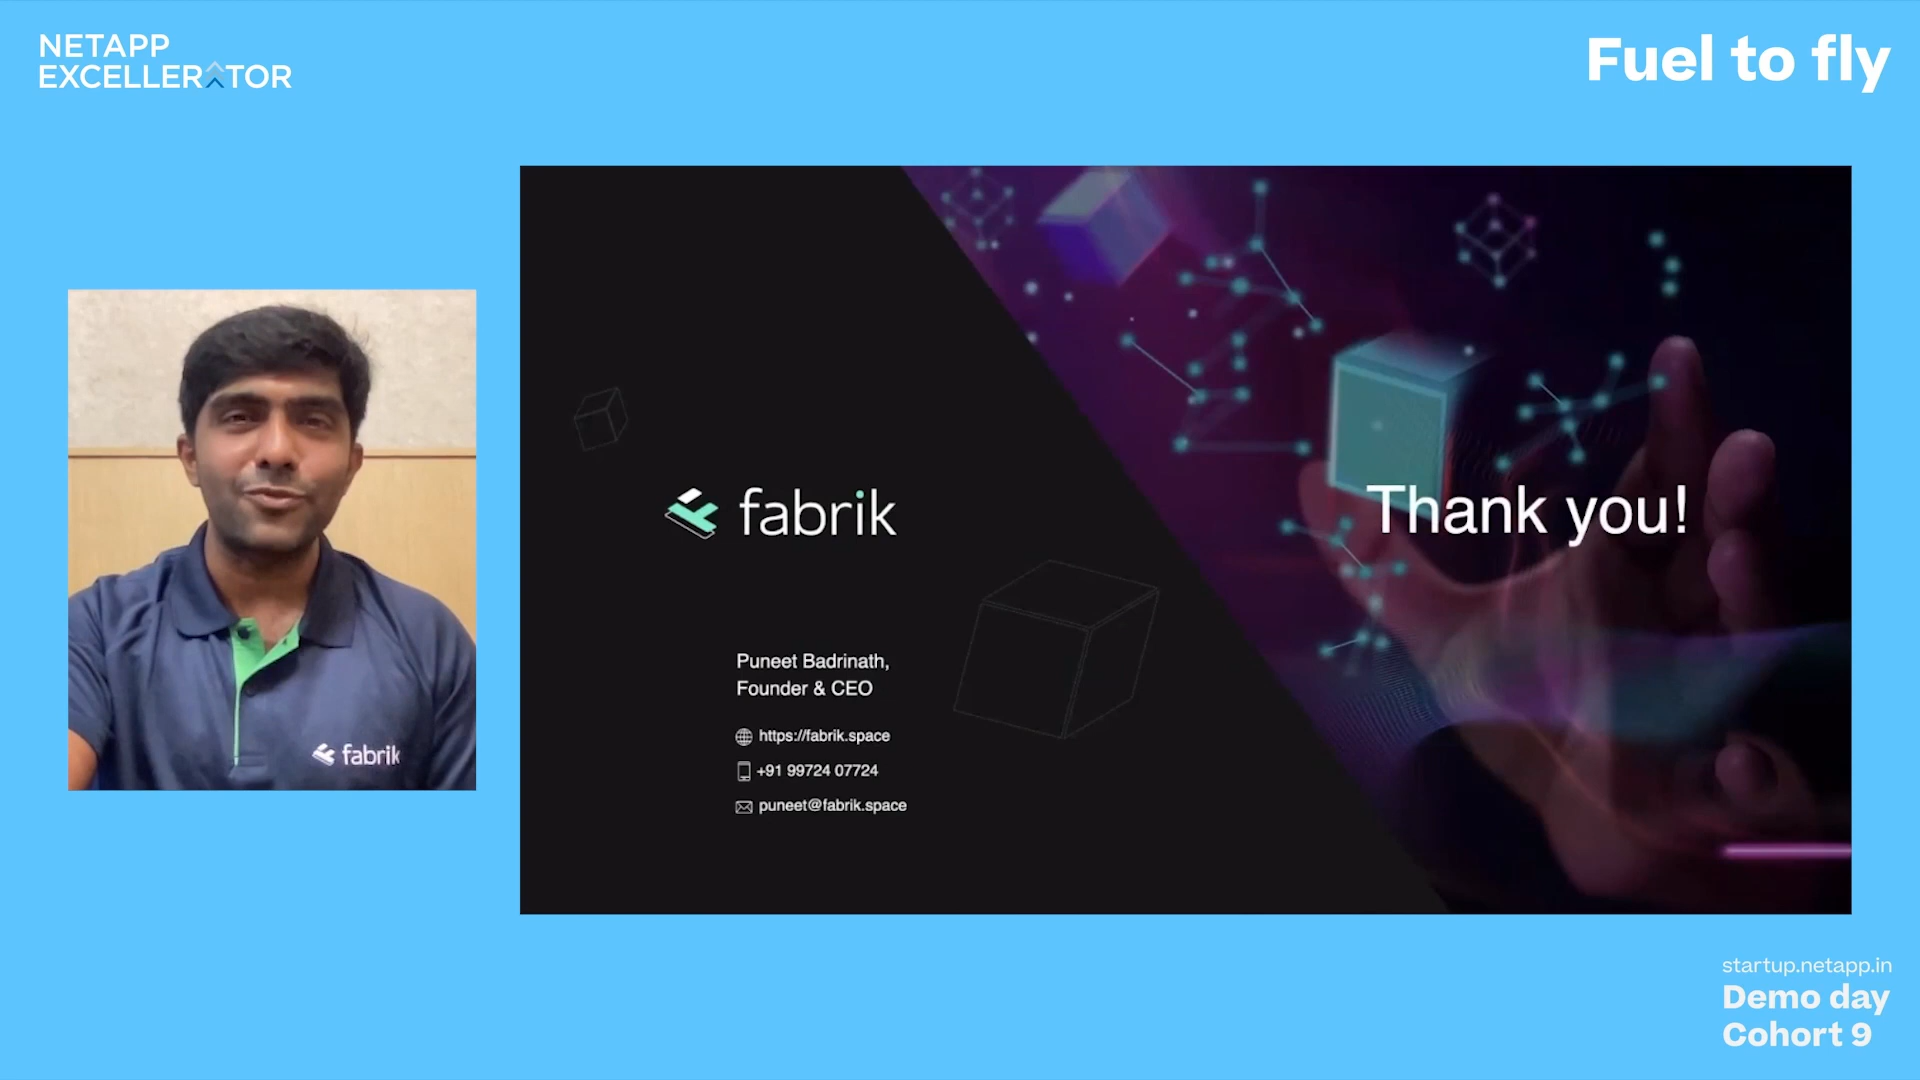 NETAPP
EXCELLERATOR
Fuel to fly
fabrik
fabrik
Thank you!
Puneet Badrinath,
Founder & CEO
https://fabrik.space
+91 99724 07724
puneet@fabrik.space
startup.netapp.in
Demo day
Cohort 9